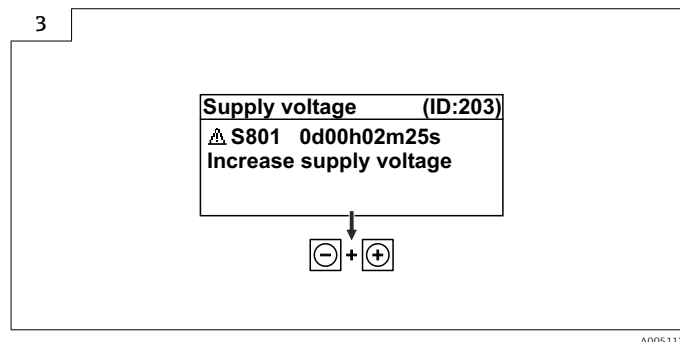 3
Supply voltage (ID:203)
⚠ S801 0d00h02m25s
Increase supply voltage
+